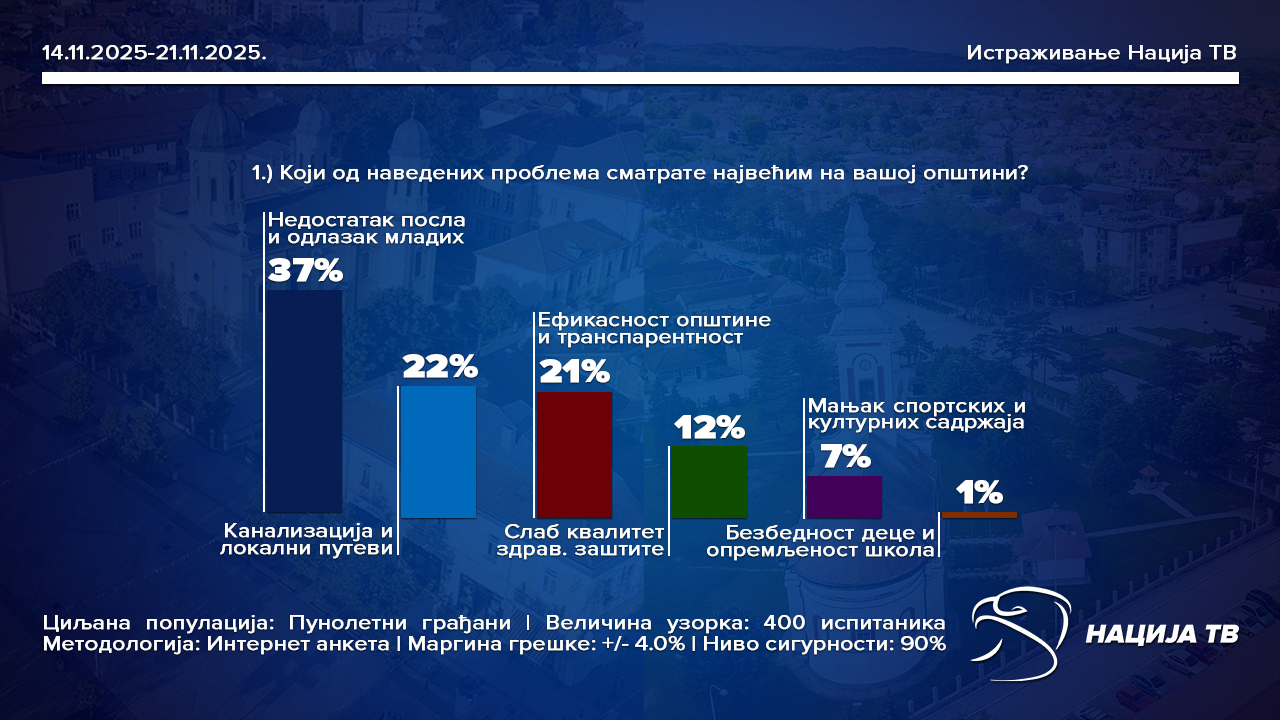 14.11.2025-21.11.2025.
Истраживање Нација ТВ
1.) Који од наведених проблема сматрате највећим на вашој општини?
Недостатак посла
и одлазак младих
37%
Канализација и
локални путеви
22%
Ефикасност општине
и транспарентност
21%
Слаб квалитет
здрав. заштите
12%
Мањак спортских и
културних садржаја
7%
Безбедност деце и
опремљеност школа
1%
Циљана популација: Пунолетни грађани | Величина узорка: 400 испитаника
Методологија: Интернет анкета | Маргина грешке: +/- 4.0% | Ниво сигурности: 90%
НАЦИЈА ТВ